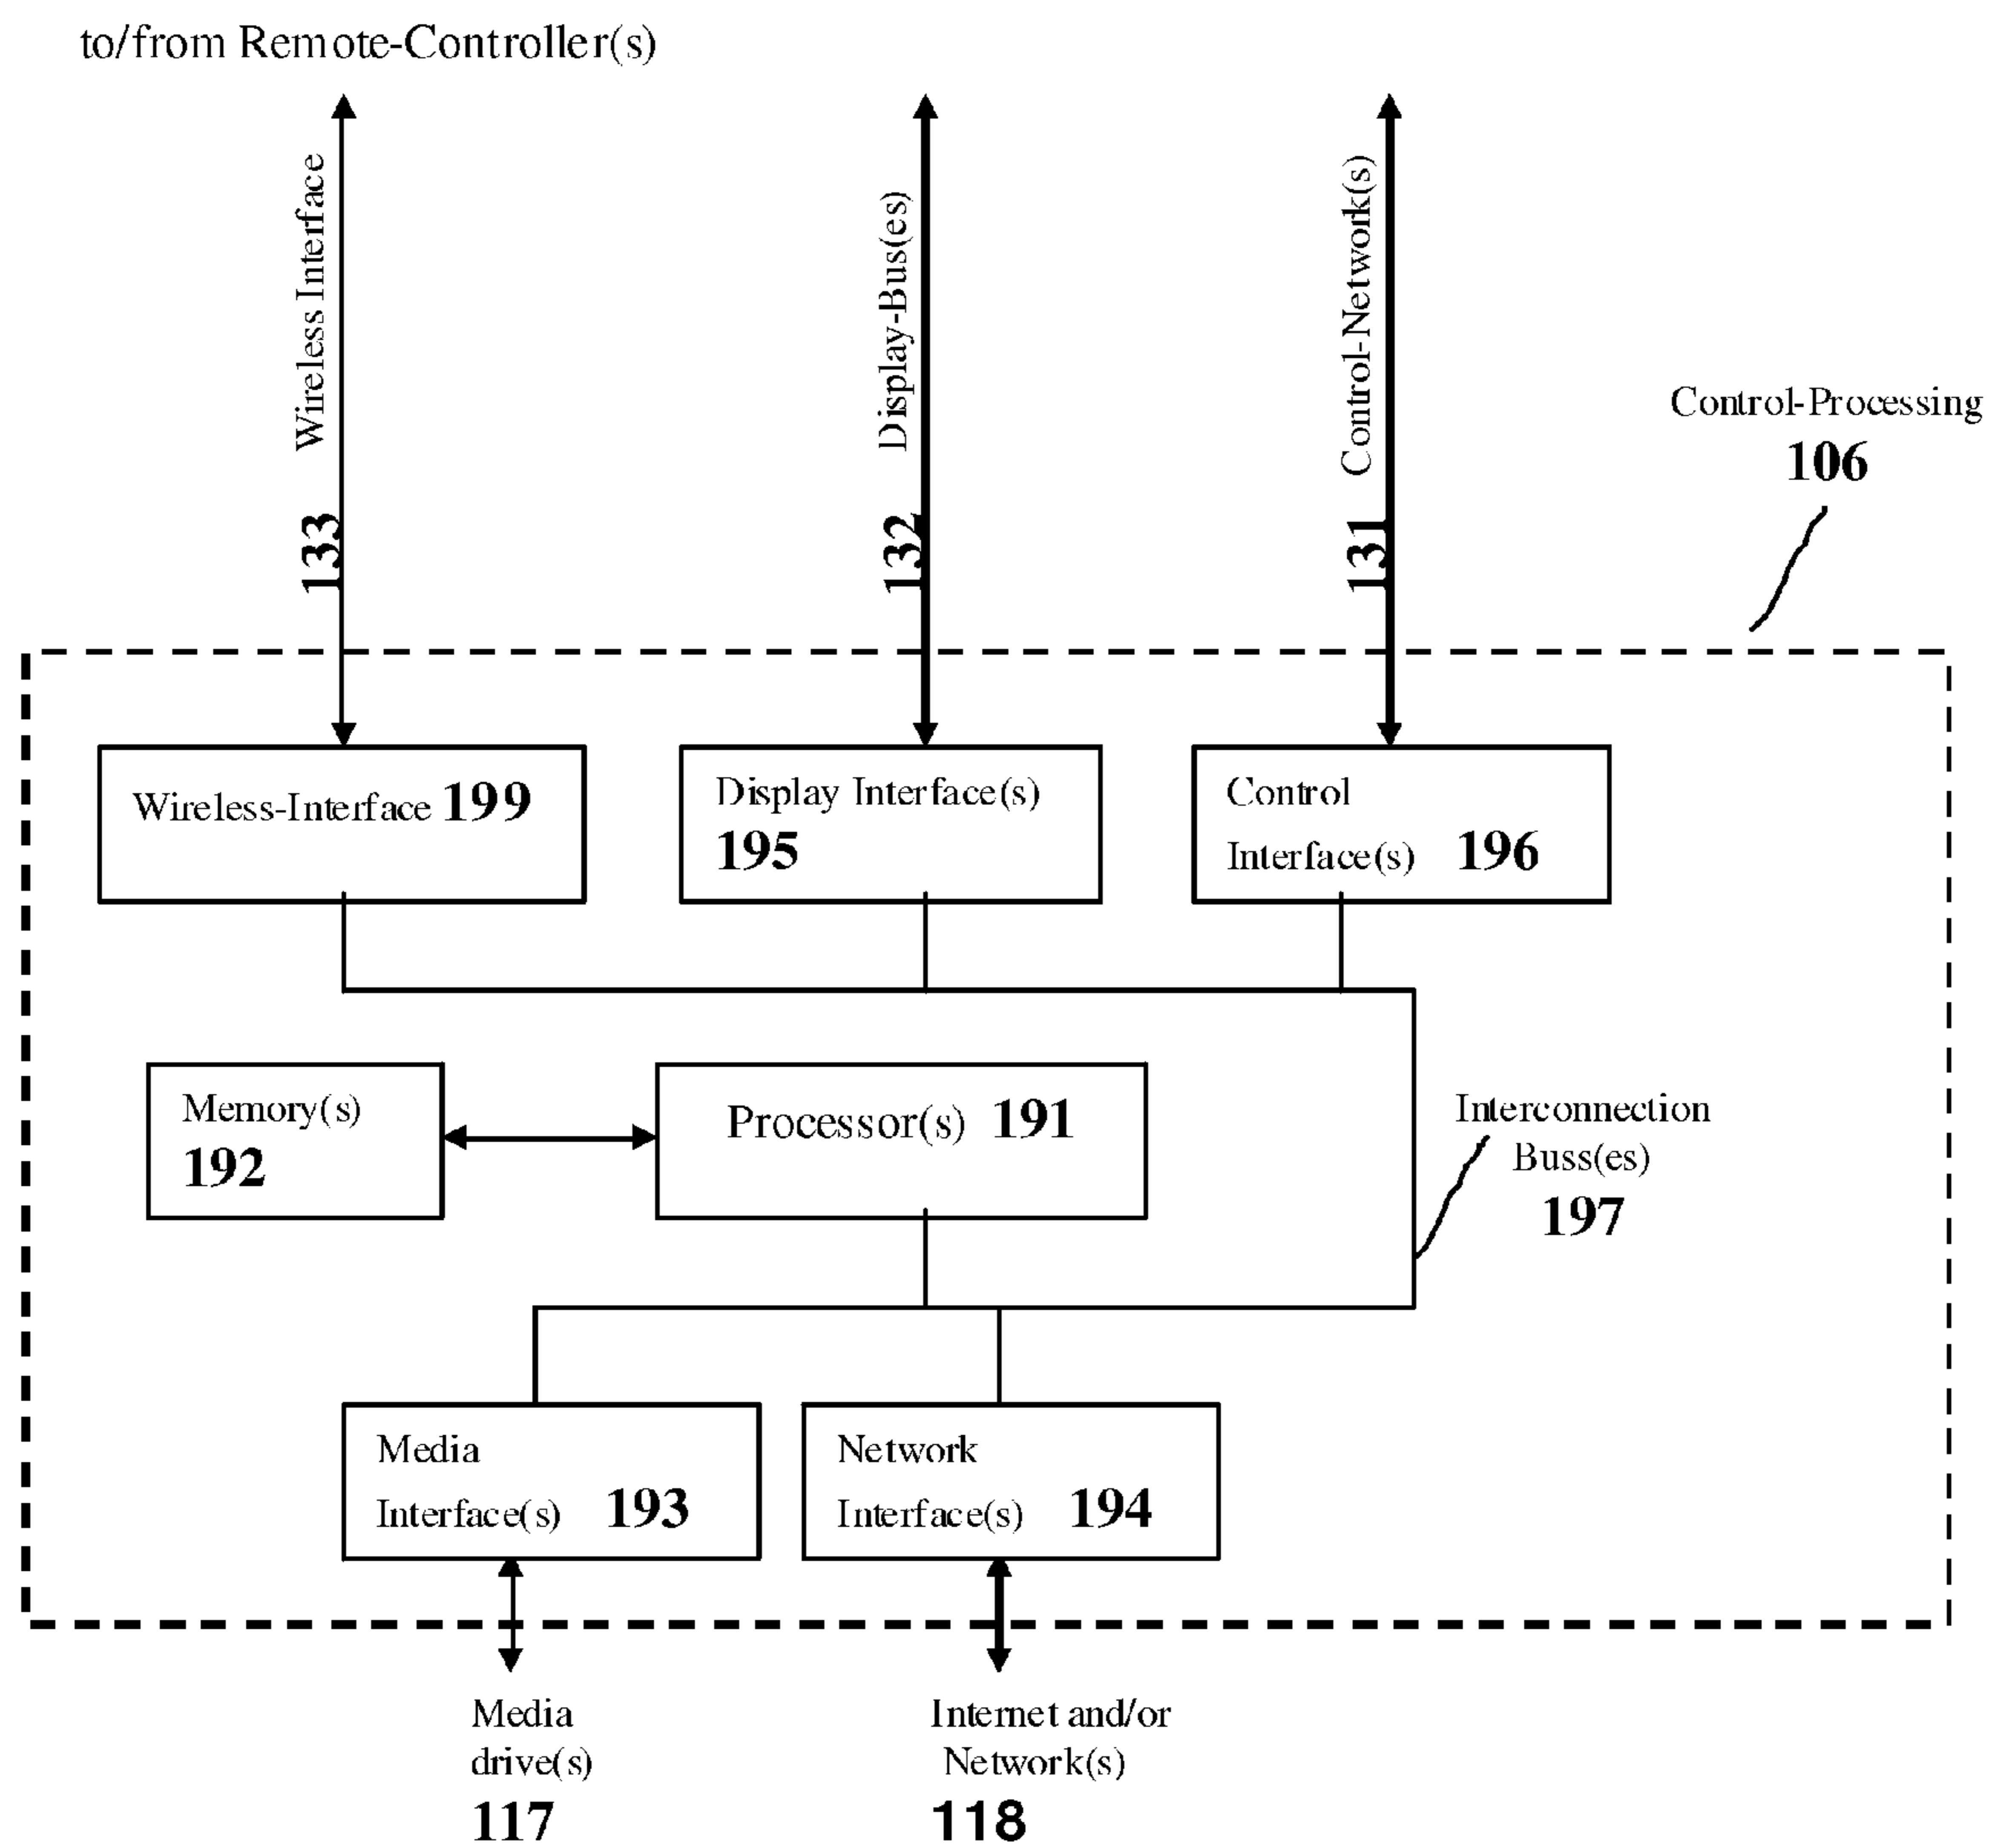 to/from Remote-Controller(s)
Wireless Interface
133
Display-Bus(es)
132
Control-Network(s)
131
Control-Processing
106
Wireless-Interface 199
Display Interface(s)
195
Control
Interface(s) 196
Memory(s)
192
Processor(s) 191
Interconnection
Buss(es)
197
Media
Interface(s) 193
Network
Interface(s) 194
Media
drive(s)
117
Internet and/or
Network(s)
118